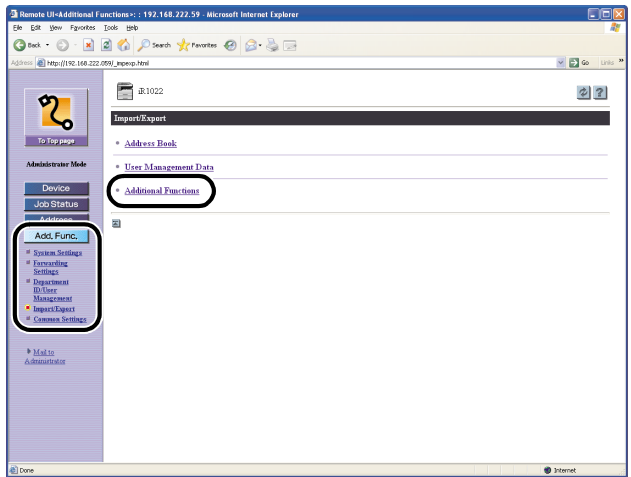 Remote UI<Additional Functions>: : 192.168.222.59 - Microsoft Internet Explorer
File Edit View Favorites Tools Help
Back Search Favorites
Address http://192.168.222.059/_impexp.html Go Links »
iR1022
To Top page
Import/Export
Address Book
Administrator Mode
User Management Data
Device
Additional Functions
Job Status
Address
Add. Func.
System Settings
Forwarding
Settings
Department
ID/User
Management
Import/Export
Common Settings
Mail to
Administrator
Done Internet